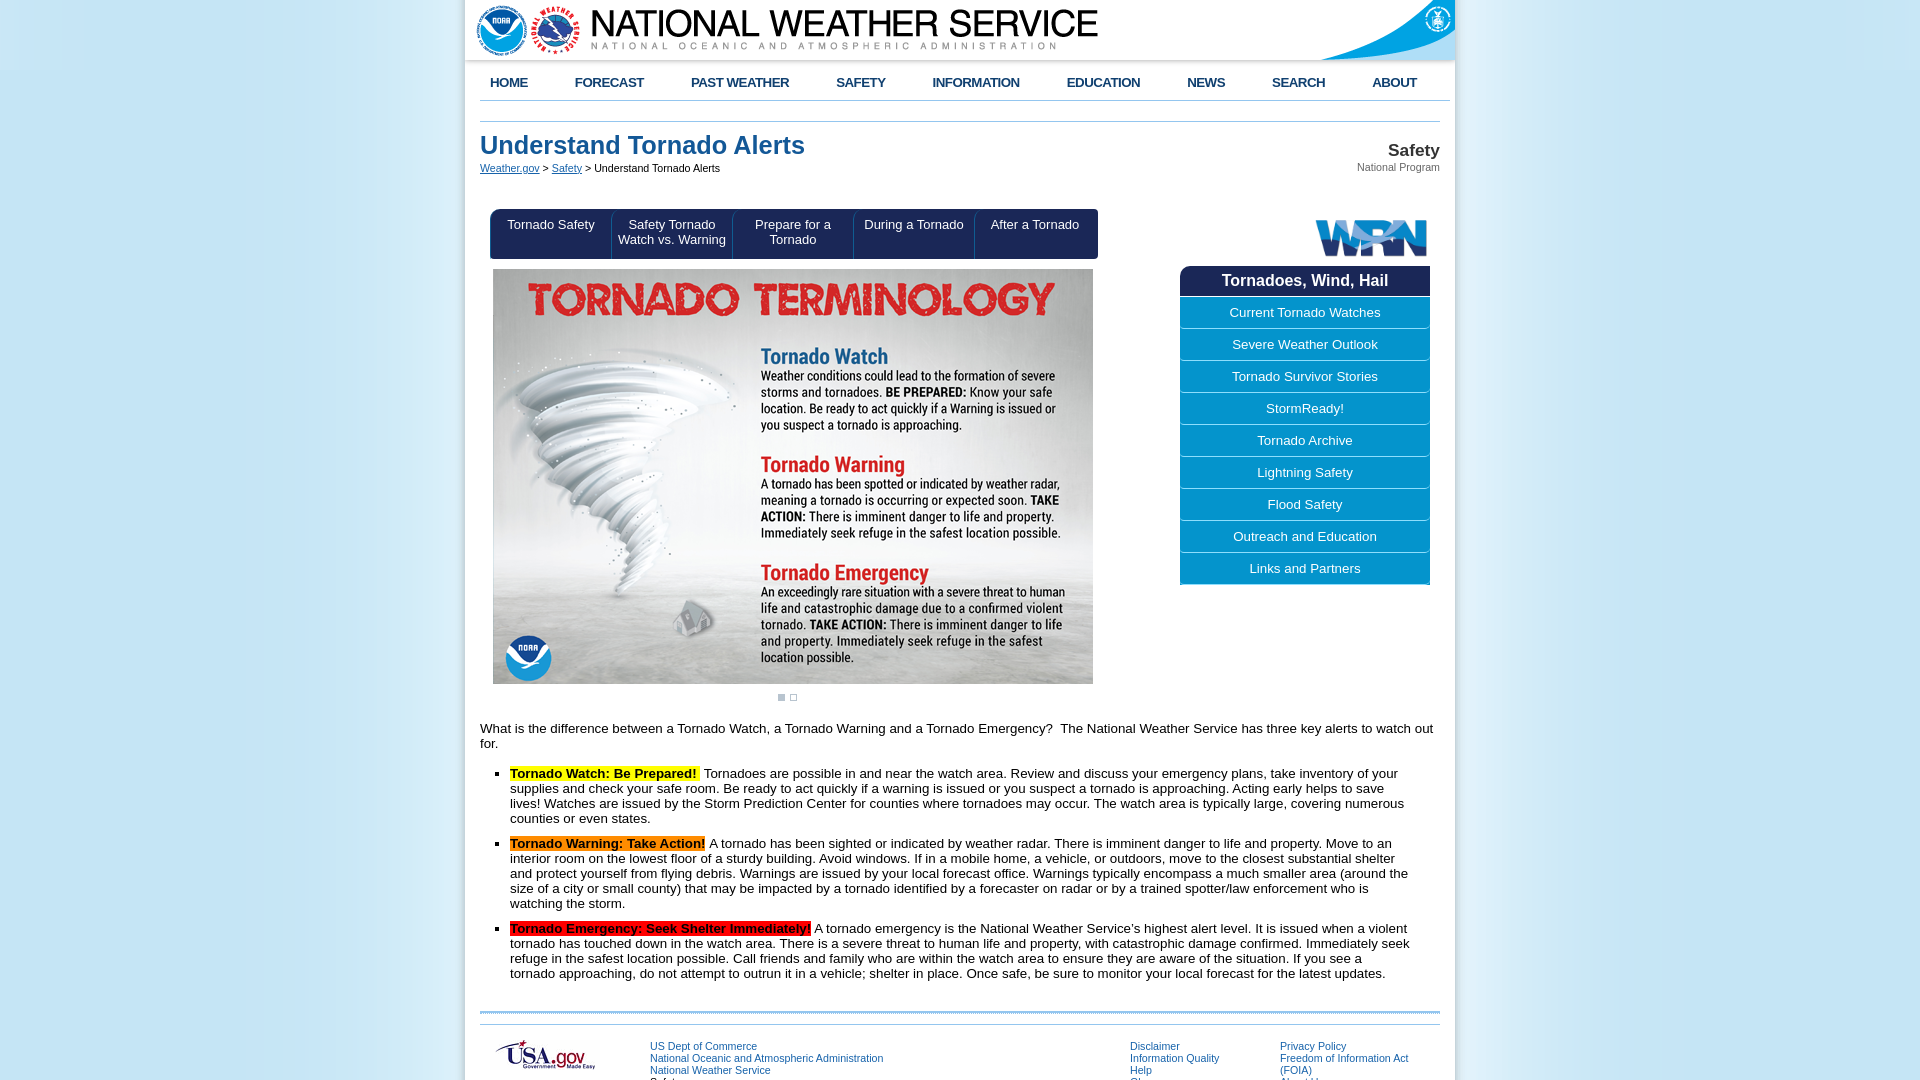 NOAA
NATIONAL WEATHER SERVICE
NATIONAL OCEANIC AND ATMOSPHERIC ADMINISTRATION
HOME FORECAST PAST WEATHER SAFETY INFORMATION EDUCATION NEWS SEARCH ABOUT
Understand Tornado Alerts
Weather.gov > Safety > Understand Tornado Alerts
Safety
National Program
Tornado Safety
Safety Tornado
Watch vs. Warning
Prepare for a
Tornado
During a Tornado
After a Tornado
TORNADO TERMINOLOGY
Tornado Watch
Weather conditions could lead to the formation of severe
storms and tornadoes. BE PREPARED: Know your safe
location. Be ready to act quickly if a Warning is issued or
you suspect a tornado is approaching.
Tornado Warning
A tornado has been spotted or indicated by weather radar,
meaning a tornado is occurring or expected soon. TAKE
ACTION: There is imminent danger to life and property.
Immediately seek refuge in the safest location possible.
Tornado Emergency
An exceedingly rare situation with a severe threat to human
life and catastrophic damage due to a confirmed violent
tornado. TAKE ACTION: There is imminent danger to life
and property. Immediately seek refuge in the safest
location possible.
NOAA
WRN
Tornadoes, Wind, Hail
Current Tornado Watches
Severe Weather Outlook
Tornado Survivor Stories
StormReady!
Tornado Archive
Lightning Safety
Flood Safety
Outreach and Education
Links and Partners
What is the difference between a Tornado Watch, a Tornado Warning and a Tornado Emergency?  The National Weather Service has three key alerts to watch out
for.
Tornado Watch: Be Prepared!  Tornadoes are possible in and near the watch area. Review and discuss your emergency plans, take inventory of your
supplies and check your safe room. Be ready to act quickly if a warning is issued or you suspect a tornado is approaching. Acting early helps to save
lives! Watches are issued by the Storm Prediction Center for counties where tornadoes may occur. The watch area is typically large, covering numerous
counties or even states.
Tornado Warning: Take Action! A tornado has been sighted or indicated by weather radar. There is imminent danger to life and property. Move to an
interior room on the lowest floor of a sturdy building. Avoid windows. If in a mobile home, a vehicle, or outdoors, move to the closest substantial shelter
and protect yourself from flying debris. Warnings are issued by your local forecast office. Warnings typically encompass a much smaller area (around the
size of a city or small county) that may be impacted by a tornado identified by a forecaster on radar or by a trained spotter/law enforcement who is
watching the storm.
Tornado Emergency: Seek Shelter Immediately! A tornado emergency is the National Weather Service's highest alert level. It is issued when a violent
tornado has touched down in the watch area. There is a severe threat to human life and property, with catastrophic damage confirmed. Immediately seek
refuge in the safest location possible. Call friends and family who are within the watch area to ensure they are aware of the situation. If you see a
tornado approaching, do not attempt to outrun it in a vehicle; shelter in place. Once safe, be sure to monitor your local forecast for the latest updates.
USA.gov
Government Made Easy
US Dept of Commerce
National Oceanic and Atmospheric Administration
National Weather Service
Disclaimer
Information Quality
Help
Privacy Policy
Freedom of Information Act
(FOIA)